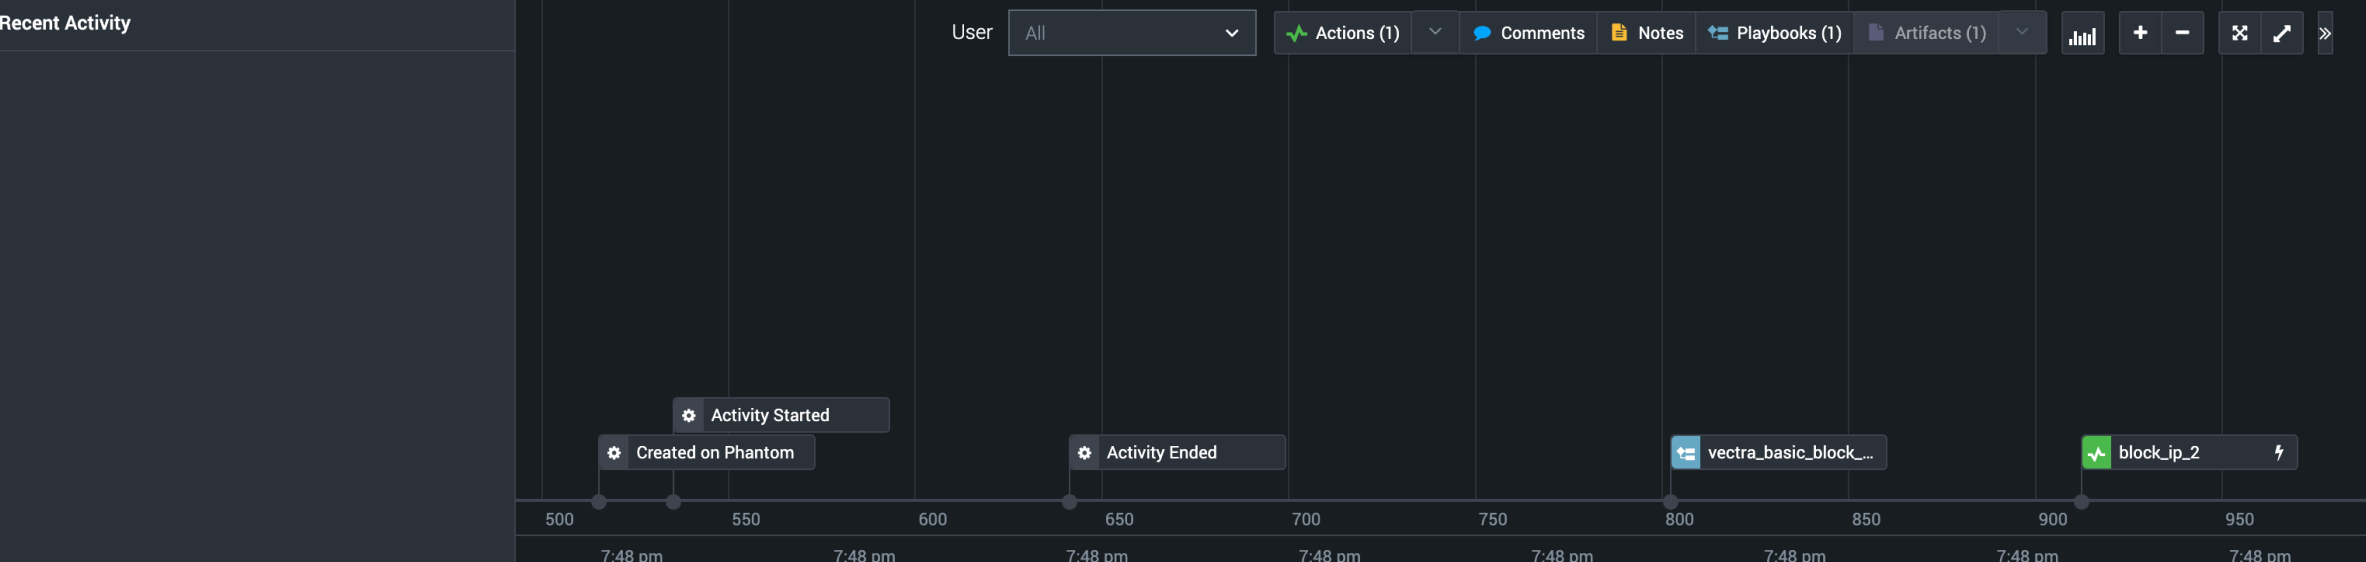 Recent Activity
User All Actions (1) Comments Notes Playbooks (1) Artifacts (1)
Activity Started
Created on Phantom Activity Ended vectra_basic_block_... block_ip_2
500 550 600 650 700 750 800 850 900 950
7:48 pm 7:48 pm 7:48 pm 7:48 pm 7:48 pm 7:48 pm 7:48 pm 7:48 pm